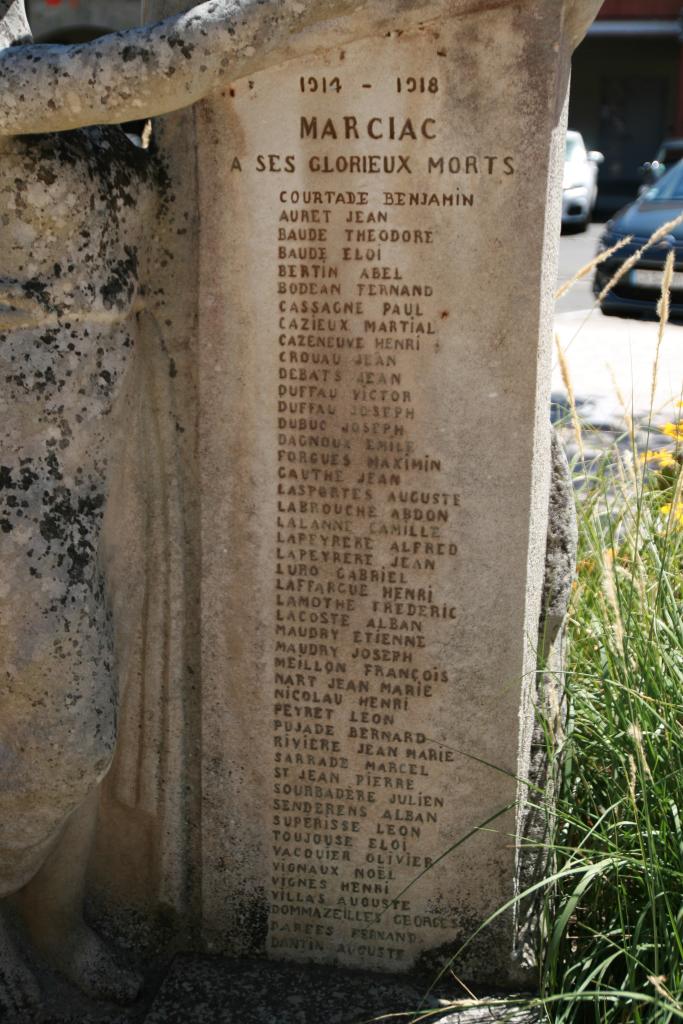 1914 - 1918
MARCIAC
A SES GLORIEUX MORTS
COURTADE BENJAMIN
AURET JEAN
BAUDE THEODORE
BAUDE ELOI
BERTIN ABEL
BODEAN FERNAND
CASSAGNE PAUL
CAZIEUX MARTIAL
CAZENEUVE HENRI
CROUAU JEAN
DEBATS JEAN
DUFFAU VICTOR
DUFFAU JOSEPH
DUBUC JOSEPH
DAGNOUX EMILE
FORGUES MAXIMIN
GAUTHE JEAN
LASPORTES AUGUSTE
LABROUCHE ABDON
LALANNE CAMILLE
LAPEYRERE ALFRED
LAPEYRERE JEAN
LURO GABRIEL
LAFFARGUE HENRI
LAMOTHE FREDERIC
LACOSTE ALBAN
MAUDRY ETIENNE
MAUDRY JOSEPH
MEILLON FRANÇOIS
NART JEAN MARIE
NICOLAU HENRI
PEYRET LEON
PUJADE BERNARD
RIVIERE JEAN MARIE
SARRADE MARCEL
ST JEAN PIERRE
SOURBADÈRE JULIEN
SENDERENS ALBAN
SUPERISSE LEON
TOUJOUSE ELOI
VACQUIER OLIVIER
VIGNAUX NOËL
VIGNES HENRI
VILLAS AUGUSTE
DOMMAZEILLES GEORGES
DAREES FERNAND
DANTIN AUGUSTE